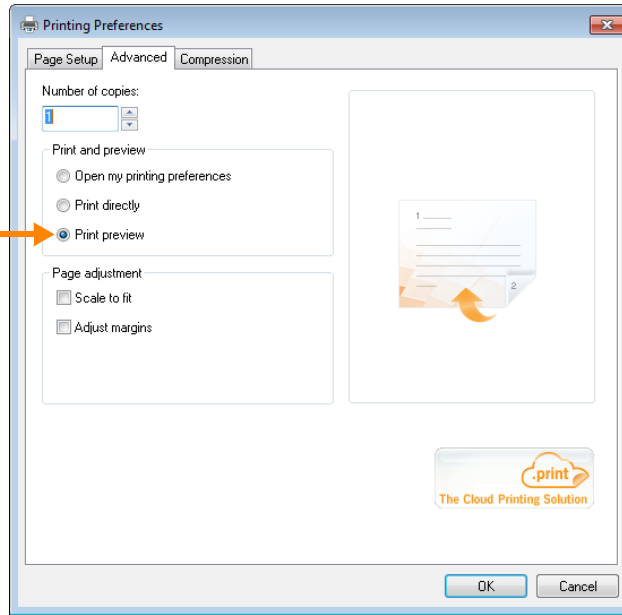 Printing Preferences
Page Setup Advanced Compression
Number of copies:
1
Print and preview
Open my printing preferences
Print directly
Print preview
Page adjustment
Scale to fit
Adjust margins
1
2
.print
The Cloud Printing Solution
OK Cancel